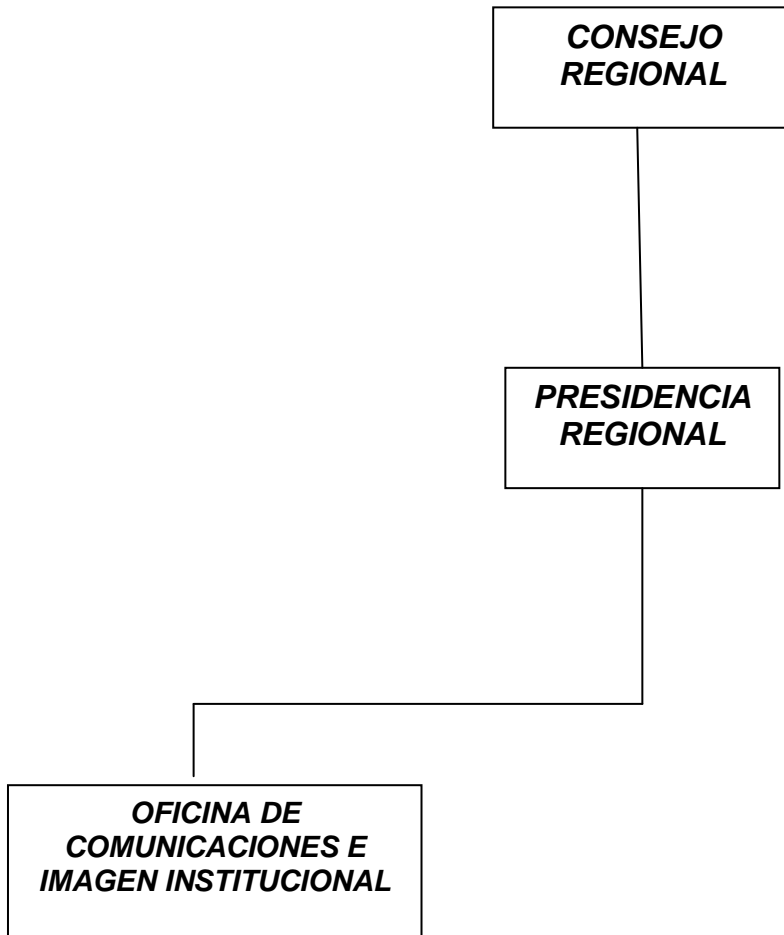 CONSEJO
REGIONAL
PRESIDENCIA
REGIONAL
OFICINA DE
COMUNICACIONES E
IMAGEN INSTITUCIONAL